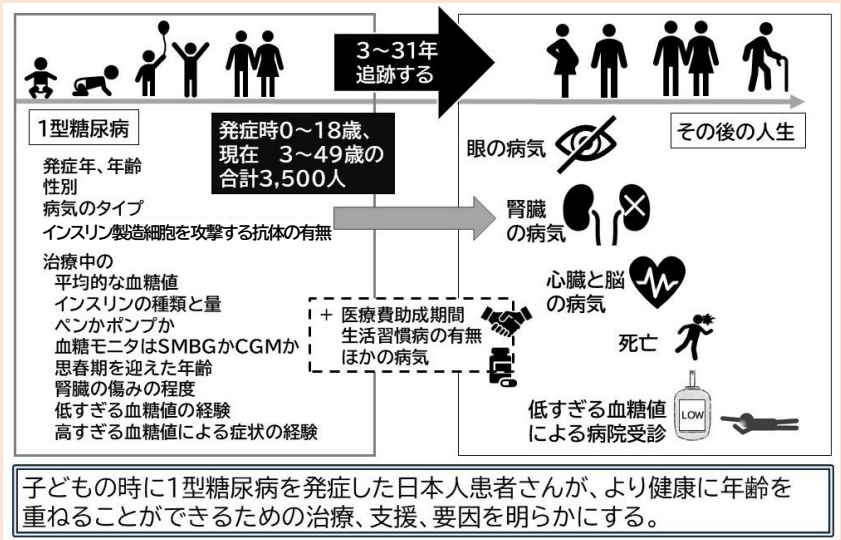 3～31年
追跡する
1型糖尿病
発症時0～18歳、
現在　3～49歳の
合計3,500人
その後の人生
発症年、年齢
性別
病気のタイプ
インスリン製造細胞を攻撃する抗体の有無
治療中の
平均的な血糖値
インスリンの種類と量
ペンかポンプか
血糖モニタはSMBGかCGMか
思春期を迎えた年齢
腎臓の傷みの程度
低すぎる血糖値の経験
高すぎる血糖値による症状の経験
＋ 医療費助成期間
生活習慣病の有無
ほかの病気
眼の病気
腎臓
の病気
心臓と脳
の病気
死亡
低すぎる血糖値
による病院受診
LOW
子どもの時に1型糖尿病を発症した日本人患者さんが、より健康に年齢を
重ねることができるための治療、支援、要因を明らかにする。